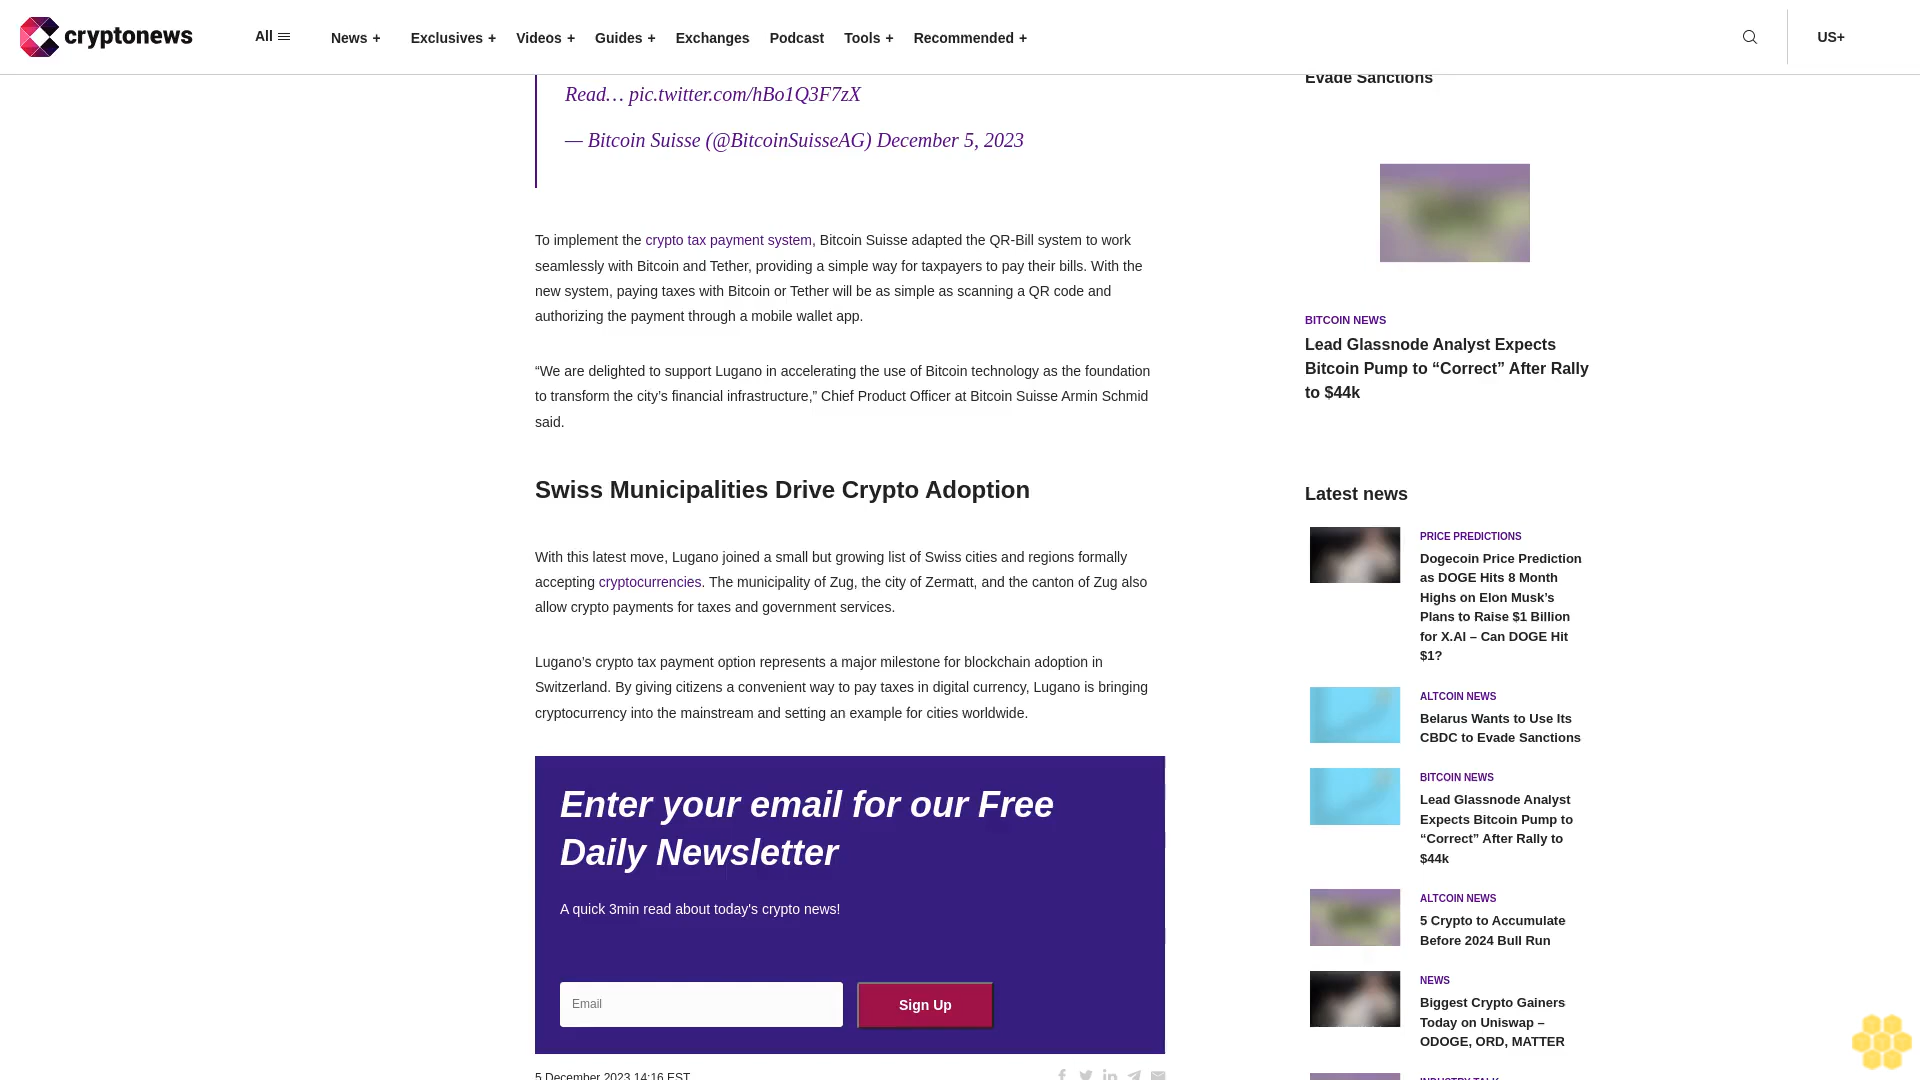 cryptonews
All
News +
Exclusives +
Videos +
Guides +
Exchanges
Podcast
Tools +
Recommended +
US+
Read… pic.twitter.com/hBo1Q3F7zX
— Bitcoin Suisse (@BitcoinSuisseAG) December 5, 2023
To implement the crypto tax payment system, Bitcoin Suisse adapted the QR-Bill system to work
seamlessly with Bitcoin and Tether, providing a simple way for taxpayers to pay their bills. With the
new system, paying taxes with Bitcoin or Tether will be as simple as scanning a QR code and
authorizing the payment through a mobile wallet app.
“We are delighted to support Lugano in accelerating the use of Bitcoin technology as the foundation
to transform the city’s financial infrastructure,” Chief Product Officer at Bitcoin Suisse Armin Schmid
said.
Swiss Municipalities Drive Crypto Adoption
With this latest move, Lugano joined a small but growing list of Swiss cities and regions formally
accepting cryptocurrencies. The municipality of Zug, the city of Zermatt, and the canton of Zug also
allow crypto payments for taxes and government services.
Lugano’s crypto tax payment option represents a major milestone for blockchain adoption in
Switzerland. By giving citizens a convenient way to pay taxes in digital currency, Lugano is bringing
cryptocurrency into the mainstream and setting an example for cities worldwide.
Enter your email for our Free
Daily Newsletter
A quick 3min read about today's crypto news!
Email
Sign Up
5 December 2023 14:16 EST
Evade Sanctions
BITCOIN NEWS
Lead Glassnode Analyst Expects
Bitcoin Pump to “Correct” After Rally
to $44k
Latest news
PRICE PREDICTIONS
Dogecoin Price Prediction
as DOGE Hits 8 Month
Highs on Elon Musk’s
Plans to Raise $1 Billion
for X.AI – Can DOGE Hit
$1?
ALTCOIN NEWS
Belarus Wants to Use Its
CBDC to Evade Sanctions
BITCOIN NEWS
Lead Glassnode Analyst
Expects Bitcoin Pump to
“Correct” After Rally to
$44k
ALTCOIN NEWS
5 Crypto to Accumulate
Before 2024 Bull Run
NEWS
Biggest Crypto Gainers
Today on Uniswap –
ODOGE, ORD, MATTER
INDUSTRY TALK